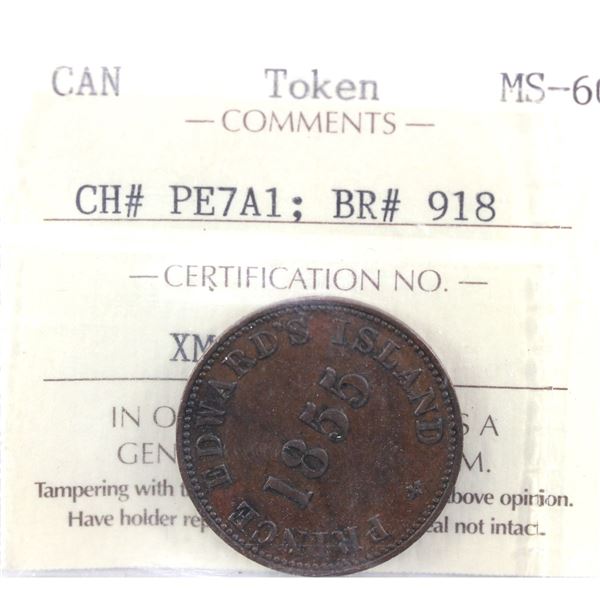 CAN Token MS-60
— COMMENTS —
CH# PE7A1; BR# 918
— CERTIFICATION NO. —
XM
IN O S A
GEN M.
Tampering with t bove opinion.
Have holder rep eal not intact.
PRINCE EDWARD'S ISLAND *
1855